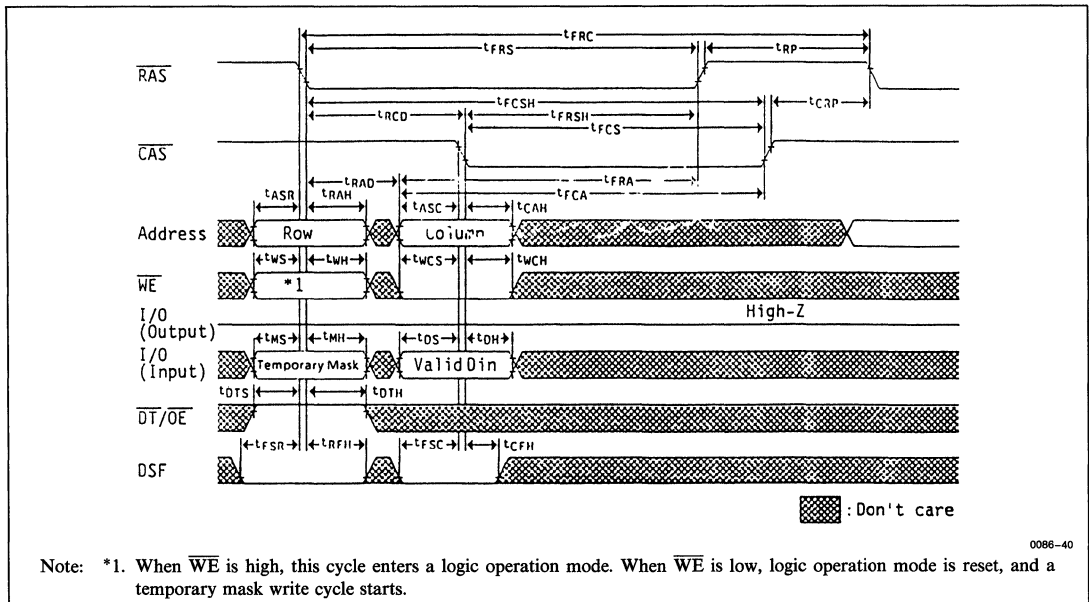 tFRC
tFRS tRP
RAS
tFCSH tCRP
tRCD tFRSH
tFCS
CAS
tRAD tFRA
tASR tRAH tFCA
tASC tCAH
Address Row Column
tWS tWH tWCS tWCH
WE *1
I/O
(Output) High-Z
tMS tMH tDS tDH
I/O
(Input) Temporary Mask Valid Din
tDTS tDTH
DT/OE
tFSR tRFH tFSC tCFH
DSF
: Don't care
0086-40
Note: *1. When WE is high, this cycle enters a logic operation mode. When WE is low, logic operation mode is reset, and a
temporary mask write cycle starts.